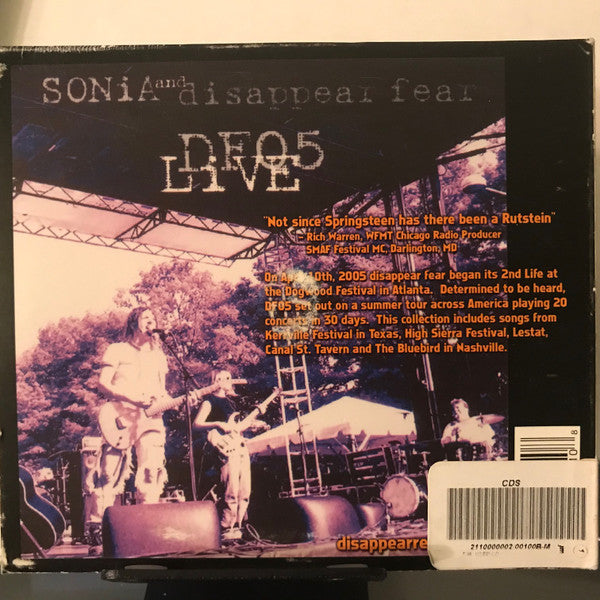 SONiA and disappear fear
DF05
LiVE
"Not since Springsteen has there been a Rutstein"
- Rich Warren, WFMT Chicago Radio Producer
SMAF Festival MC, Darlington, MD
On April 10th, 2005 disappear fear began its 2nd Life at
the Dogwood Festival in Atlanta. Determined to be heard,
DF05 set out on a summer tour across America playing 20
concerts in 30 days. This collection includes songs from
Kerrville Festival in Texas, High Sierra Festival, Lestat,
Canal St. Tavern and The Bluebird in Nashville.
CDS
2110000002 00100B-M
disappearre